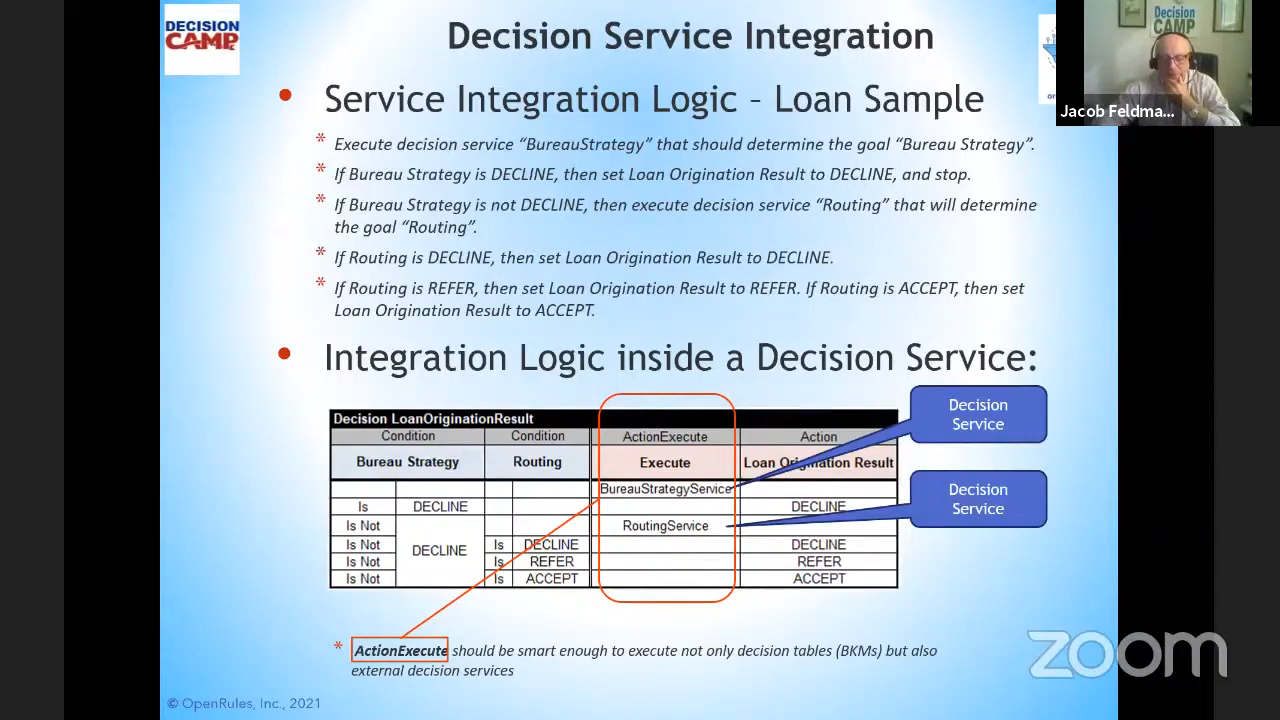 DECISION
CAMP
Decision Service Integration
Decision
CAMP
Jacob Feldma...
• Service Integration Logic – Loan Sample
* Execute decision service “BureauStrategy” that should determine the goal “Bureau Strategy”.
* If Bureau Strategy is DECLINE, then set Loan Origination Result to DECLINE, and stop.
* If Bureau Strategy is not DECLINE, then execute decision service “Routing” that will determine
the goal “Routing”.
* If Routing is DECLINE, then set Loan Origination Result to DECLINE.
* If Routing is REFER, then set Loan Origination Result to REFER. If Routing is ACCEPT, then set
Loan Origination Result to ACCEPT.
• Integration Logic inside a Decision Service:
Decision LoanOriginationResult
Condition Condition ActionExecute Action
Bureau Strategy Routing Execute Loan Origination Result
BureauStrategyService
Is DECLINE DECLINE
Is Not RoutingService
Is Not DECLINE Is DECLINE DECLINE
Is Not Is REFER REFER
Is Not Is ACCEPT ACCEPT
Decision
Service
Decision
Service
* ActionExecute should be smart enough to execute not only decision tables (BKMs) but also
external decision services
zoom
© OpenRules, Inc., 2021